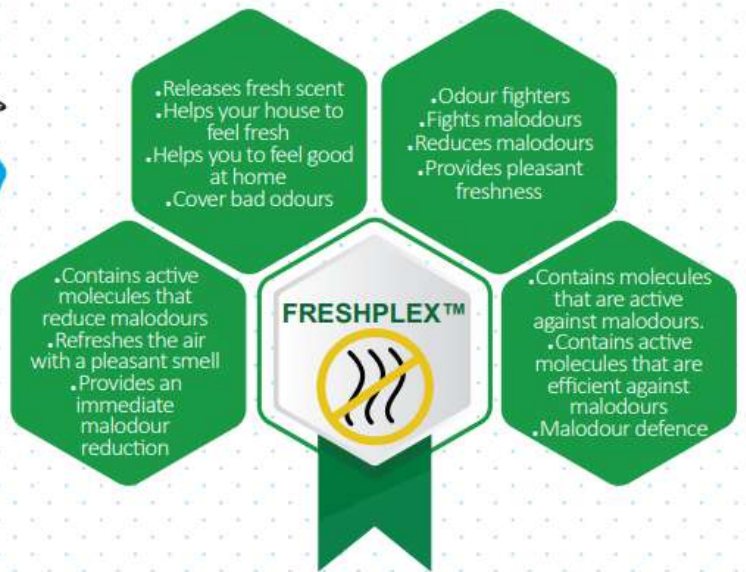 .Releases fresh scent
.Helps your house to
feel fresh
.Helps you to feel good
at home
.Cover bad odours
.Odour fighters
.Fights malodours
.Reduces malodours
.Provides pleasant
freshness
.Contains active
molecules that
reduce malodours
.Refreshes the air
with a pleasant smell
.Provides an
immediate
malodour
reduction
FRESHPLEX™
.Contains molecules
that are active
against malodours.
.Contains active
molecules that are
efficient against
malodours
.Malodour defence